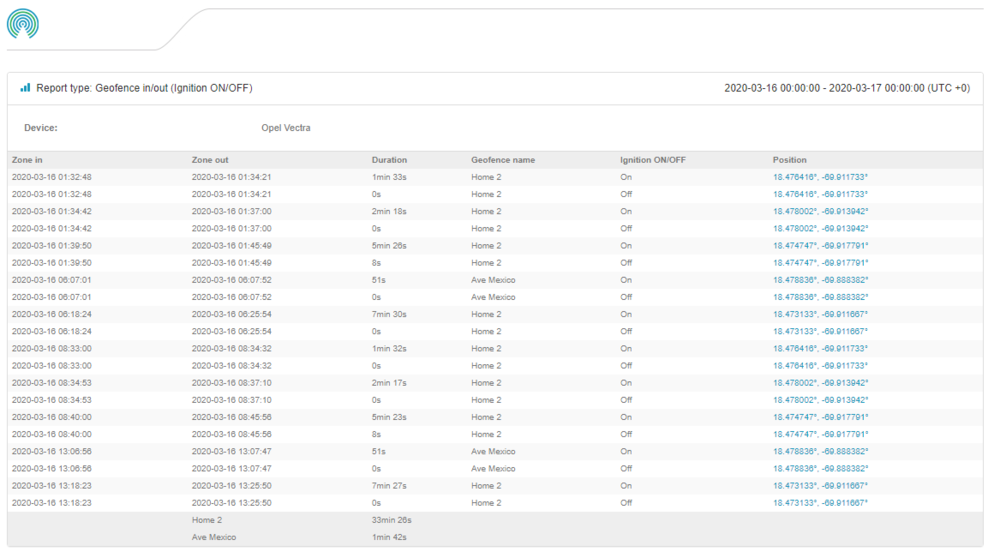 Report type: Geofence in/out (Ignition ON/OFF) 2020-03-16 00:00:00 - 2020-03-17 00:00:00 (UTC +0)
Device: Opel Vectra
Zone in Zone out Duration Geofence name Ignition ON/OFF Position
2020-03-16 01:32:48 2020-03-16 01:34:21 1min 33s Home 2 On 18.476416°, -69.911733°
2020-03-16 01:32:48 2020-03-16 01:34:21 0s Home 2 Off 18.476416°, -69.911733°
2020-03-16 01:34:42 2020-03-16 01:37:00 2min 18s Home 2 On 18.478002°, -69.913942°
2020-03-16 01:34:42 2020-03-16 01:37:00 0s Home 2 Off 18.478002°, -69.913942°
2020-03-16 01:39:50 2020-03-16 01:45:49 5min 26s Home 2 On 18.474747°, -69.917791°
2020-03-16 01:39:50 2020-03-16 01:45:49 8s Home 2 Off 18.474747°, -69.917791°
2020-03-16 06:07:01 2020-03-16 06:07:52 51s Ave Mexico On 18.478836°, -69.888382°
2020-03-16 06:07:01 2020-03-16 06:07:52 0s Ave Mexico Off 18.478836°, -69.888382°
2020-03-16 06:18:24 2020-03-16 06:25:54 7min 30s Home 2 On 18.473133°, -69.911667°
2020-03-16 06:18:24 2020-03-16 06:25:54 0s Home 2 Off 18.473133°, -69.911667°
2020-03-16 08:33:00 2020-03-16 08:34:32 1min 32s Home 2 On 18.476416°, -69.911733°
2020-03-16 08:33:00 2020-03-16 08:34:32 0s Home 2 Off 18.476416°, -69.911733°
2020-03-16 08:34:53 2020-03-16 08:37:10 2min 17s Home 2 On 18.478002°, -69.913942°
2020-03-16 08:34:53 2020-03-16 08:37:10 0s Home 2 Off 18.478002°, -69.913942°
2020-03-16 08:40:00 2020-03-16 08:45:56 5min 23s Home 2 On 18.474747°, -69.917791°
2020-03-16 08:40:00 2020-03-16 08:45:56 8s Home 2 Off 18.474747°, -69.917791°
2020-03-16 13:06:56 2020-03-16 13:07:47 51s Ave Mexico On 18.478836°, -69.888382°
2020-03-16 13:06:56 2020-03-16 13:07:47 0s Ave Mexico Off 18.478836°, -69.888382°
2020-03-16 13:18:23 2020-03-16 13:25:50 7min 27s Home 2 On 18.473133°, -69.911667°
2020-03-16 13:18:23 2020-03-16 13:25:50 0s Home 2 Off 18.473133°, -69.911667°
Home 2 33min 26s
Ave Mexico 1min 42s